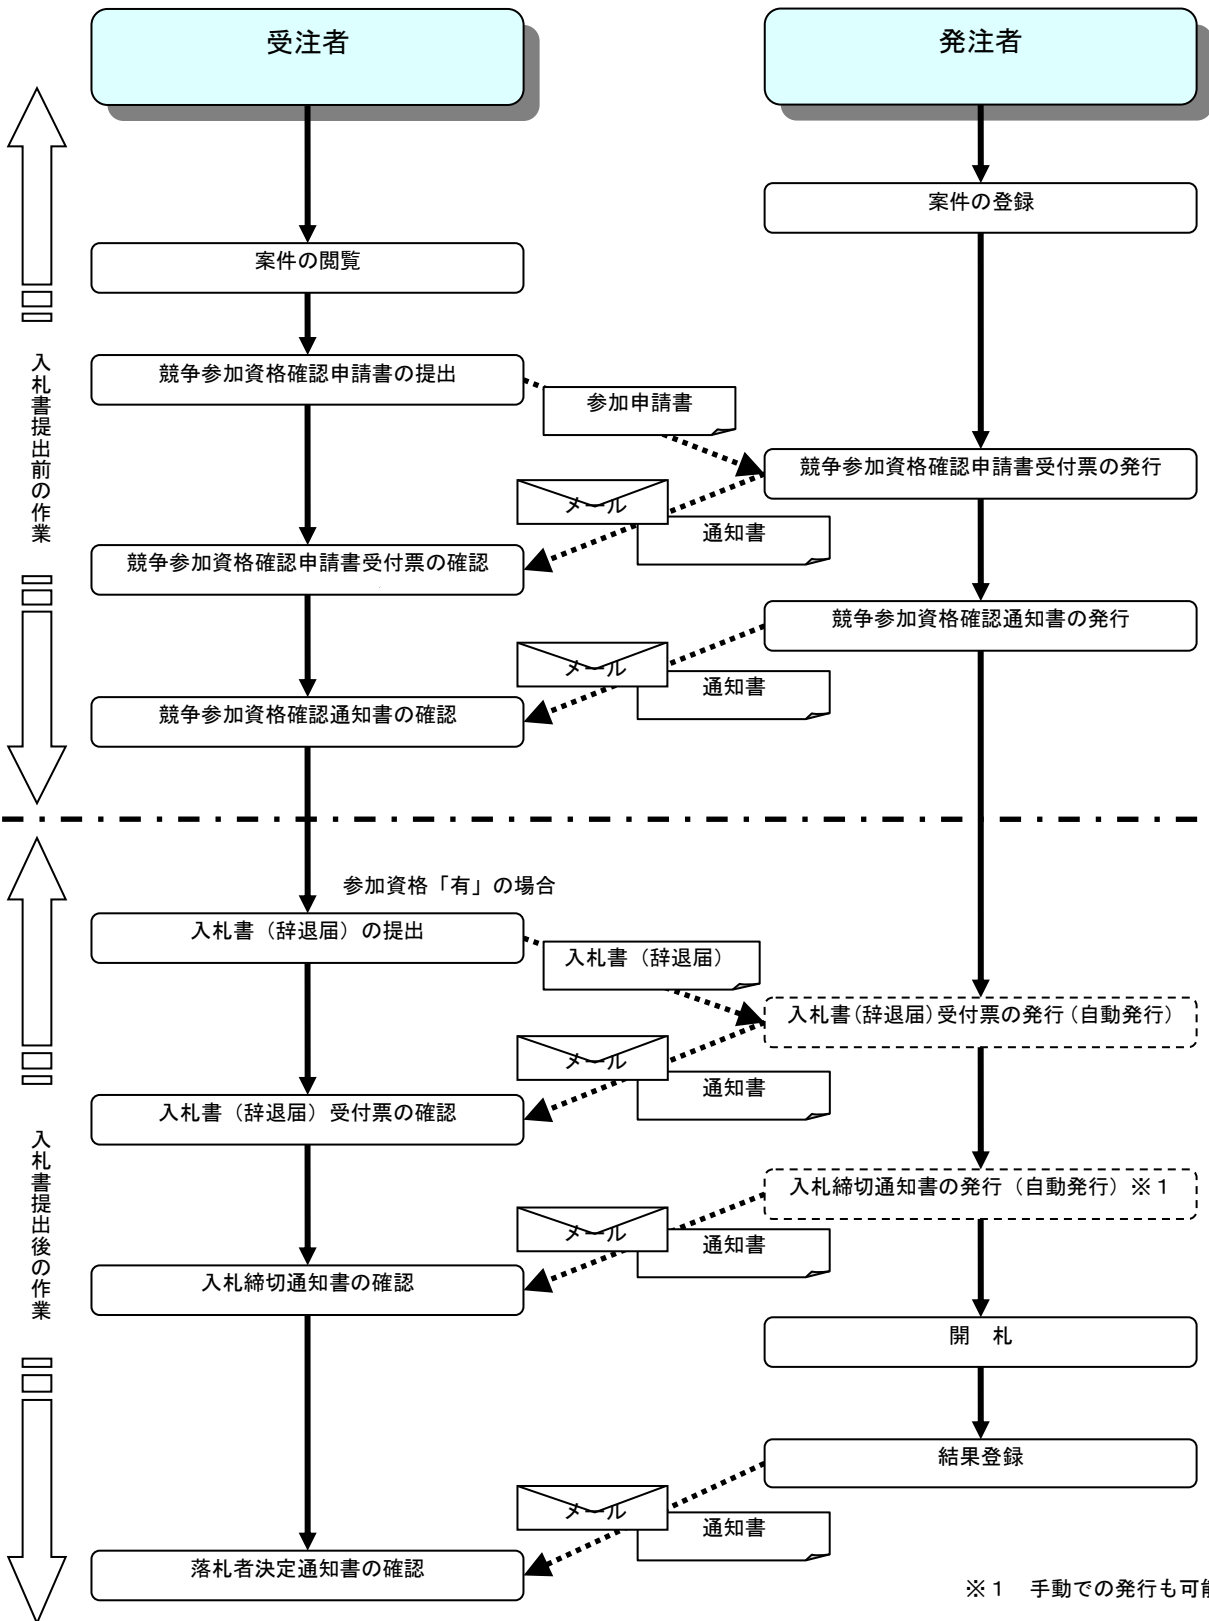 受注者
発注者
案件の登録
案件の閲覧
入札書提出前の作業
競争参加資格確認申請書の提出
参加申請書
競争参加資格確認申請書受付票の発行
メール
通知書
競争参加資格確認申請書受付票の確認
競争参加資格確認通知書の発行
メール
通知書
競争参加資格確認通知書の確認
参加資格「有」の場合
入札書提出後の作業
入札書（辞退届）の提出
入札書（辞退届）
入札書(辞退届)受付票の発行(自動発行)
メール
通知書
入札書（辞退届）受付票の確認
入札締切通知書の発行（自動発行）※１
メール
通知書
入札締切通知書の確認
開　札
結果登録
メール
通知書
落札者決定通知書の確認
※１　手動での発行も可能